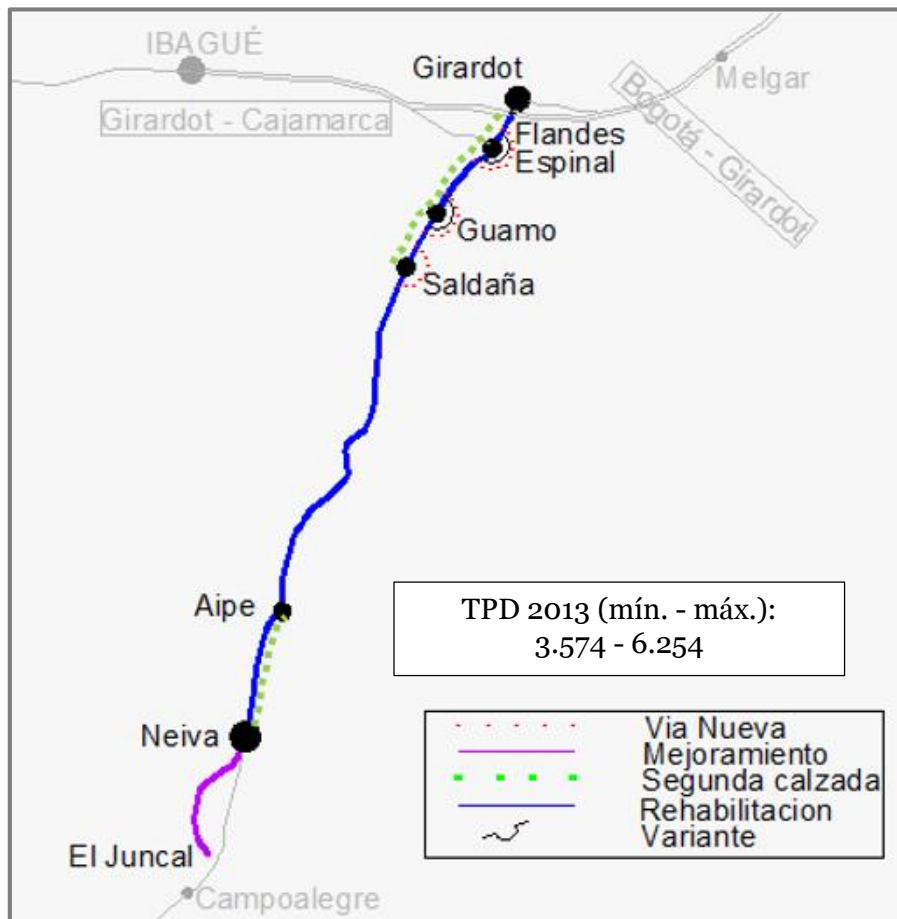 IBAGUÉ
Girardot
Melgar
Girardot - Cajamarca
Bogotá - Girardot
Flandes
Espinal
Guamo
Saldaña
Aipe
TPD 2013 (mín. - máx.):
3.574 - 6.254
Neiva
Via Nueva
Mejoramiento
Segunda calzada
Rehabilitacion
Variante
El Juncal
Campoalegre